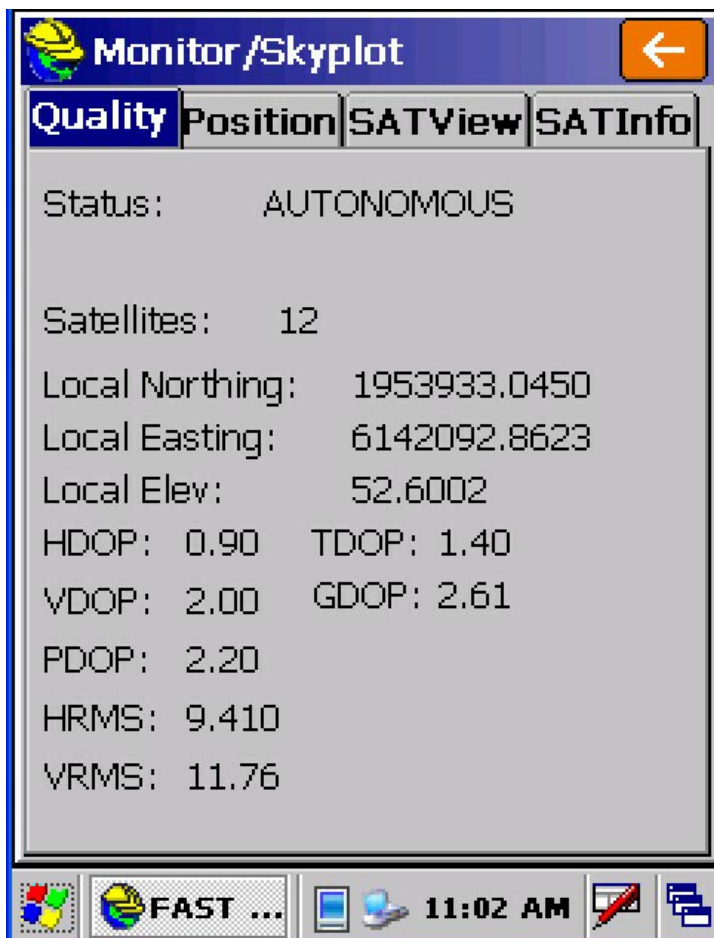 Monitor/Skyplot
Quality Position SATView SATInfo
Status: AUTONOMOUS
Satellites: 12
Local Northing: 1953933.0450
Local Easting: 6142092.8623
Local Elev: 52.6002
HDOP: 0.90 TDOP: 1.40
VDOP: 2.00 GDOP: 2.61
PDOP: 2.20
HRMS: 9.410
VRMS: 11.76
FAST ... 11:02 AM